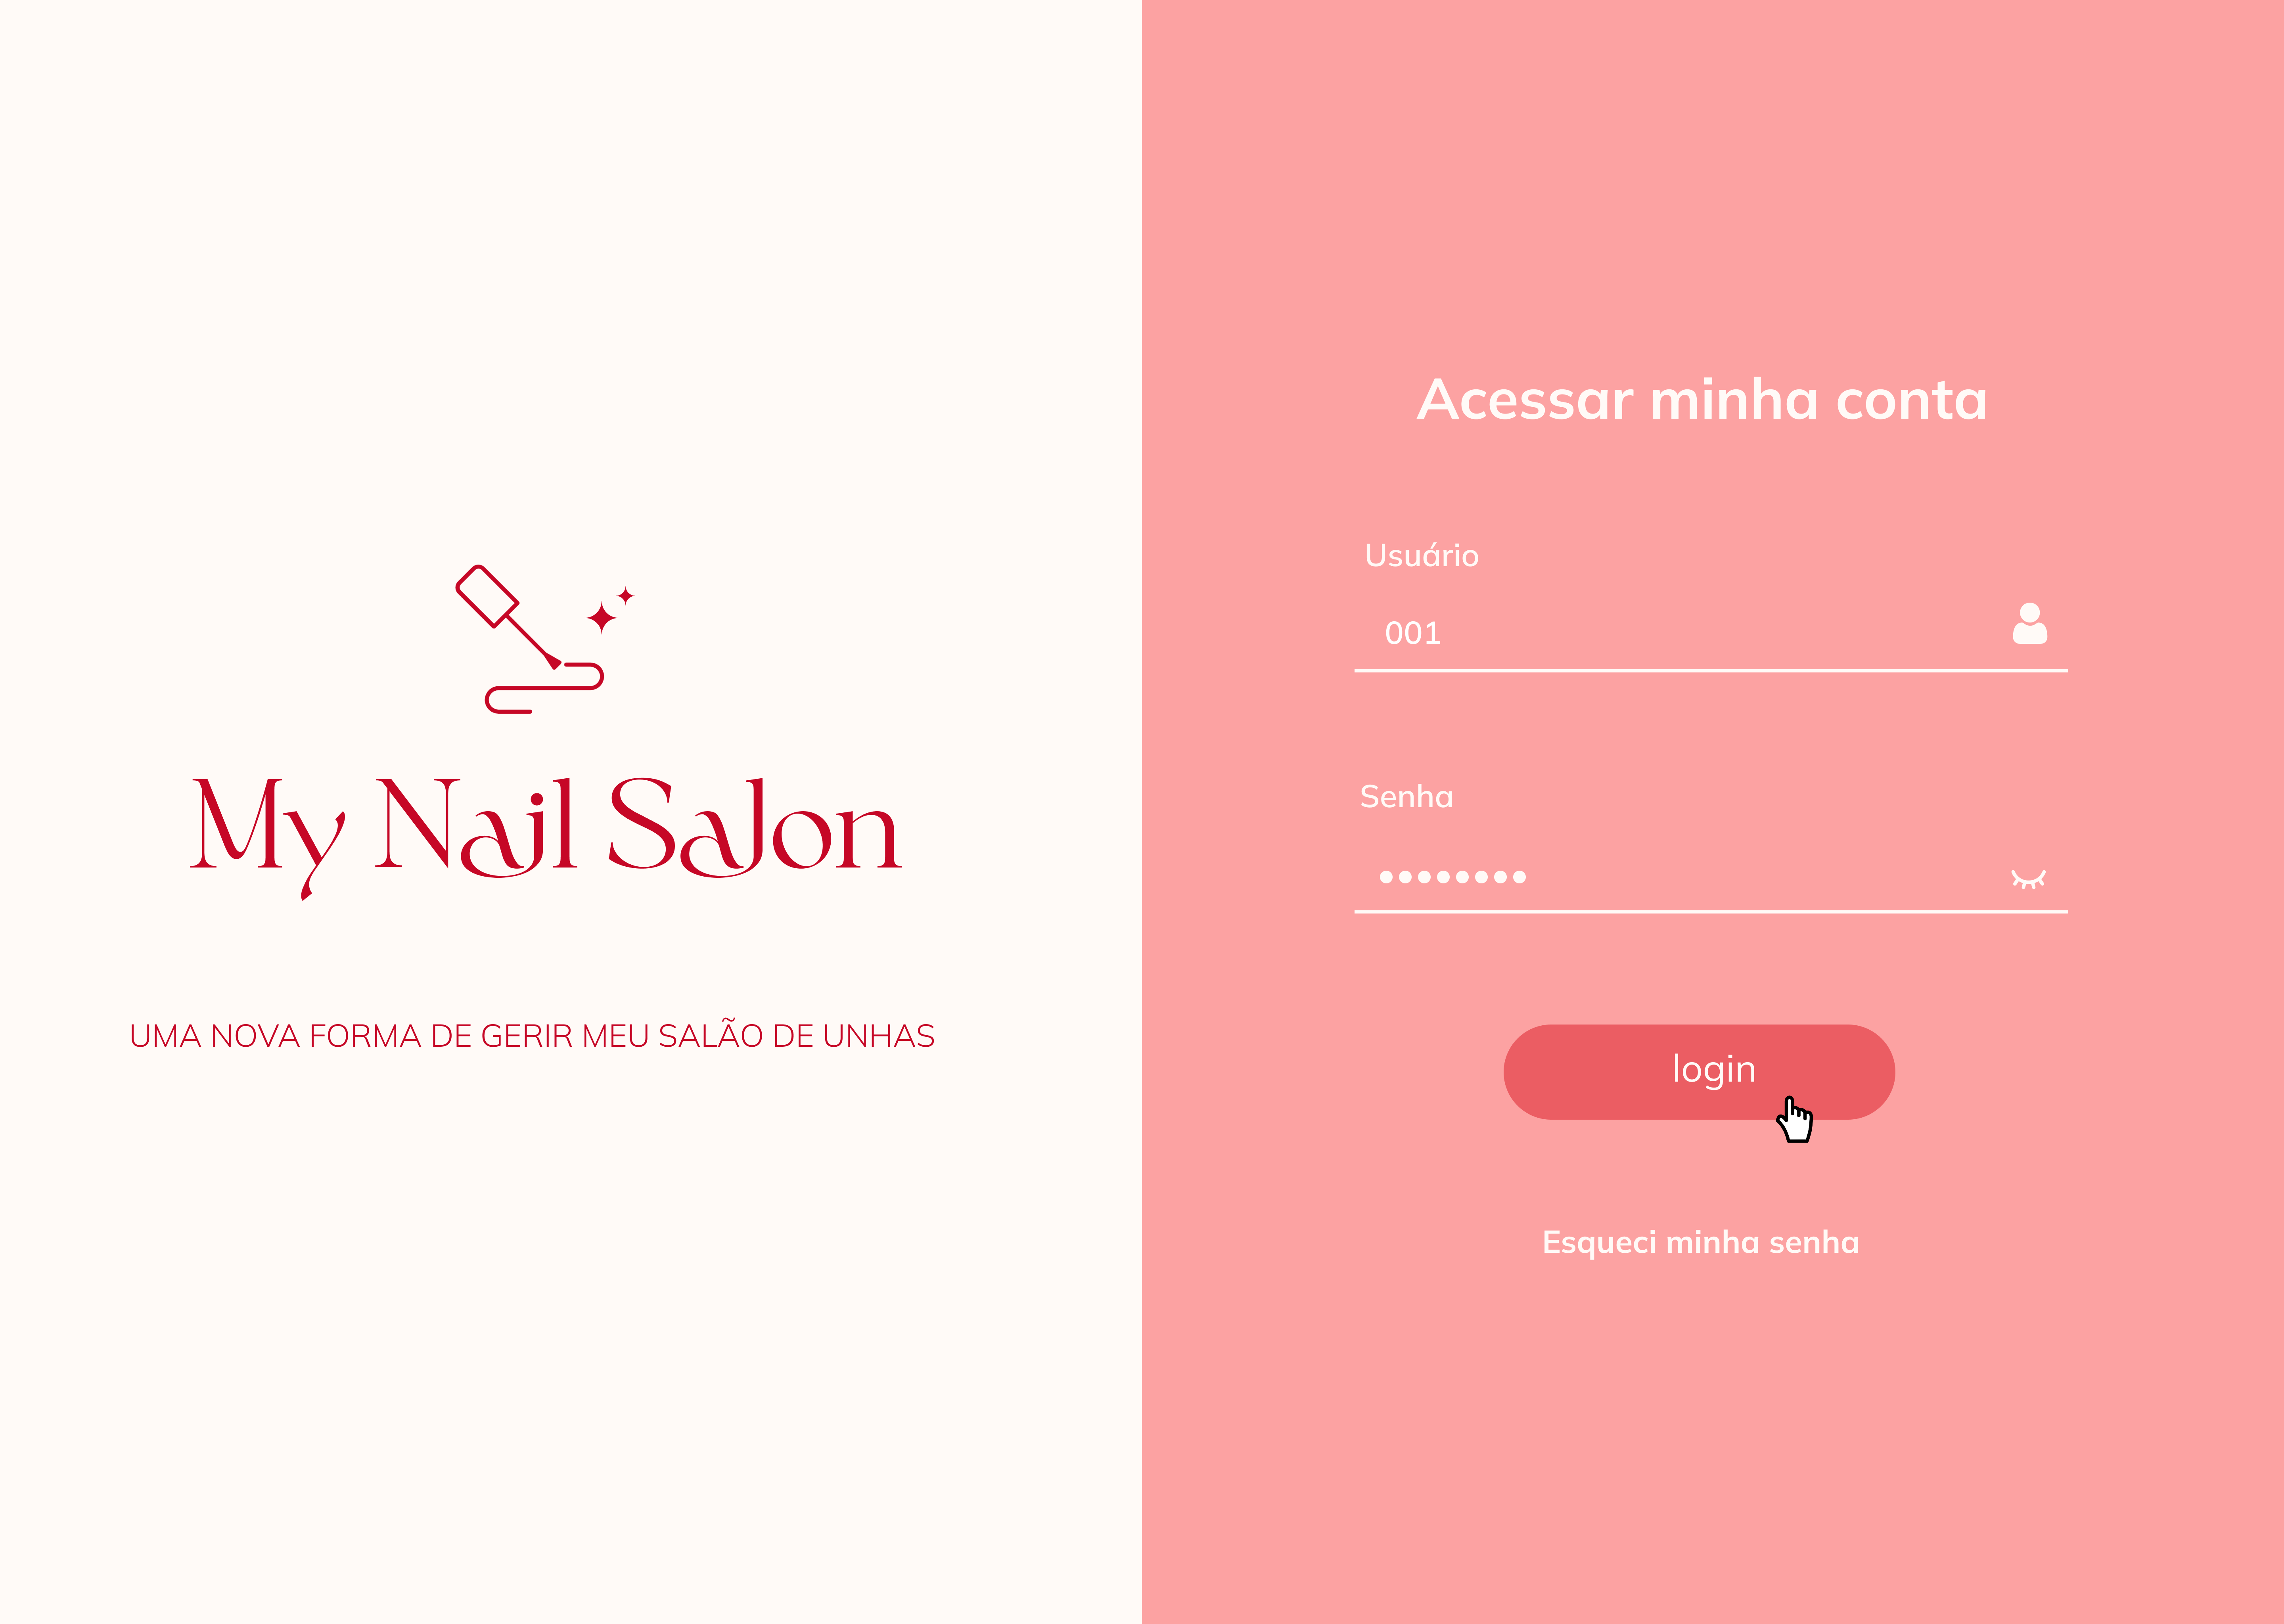 My Nail Salon
UMA NOVA FORMA DE GERIR MEU SALÃO DE UNHAS
Acessar minha conta
Usuário
001
Senha
••••••••
login
Esqueci minha senha